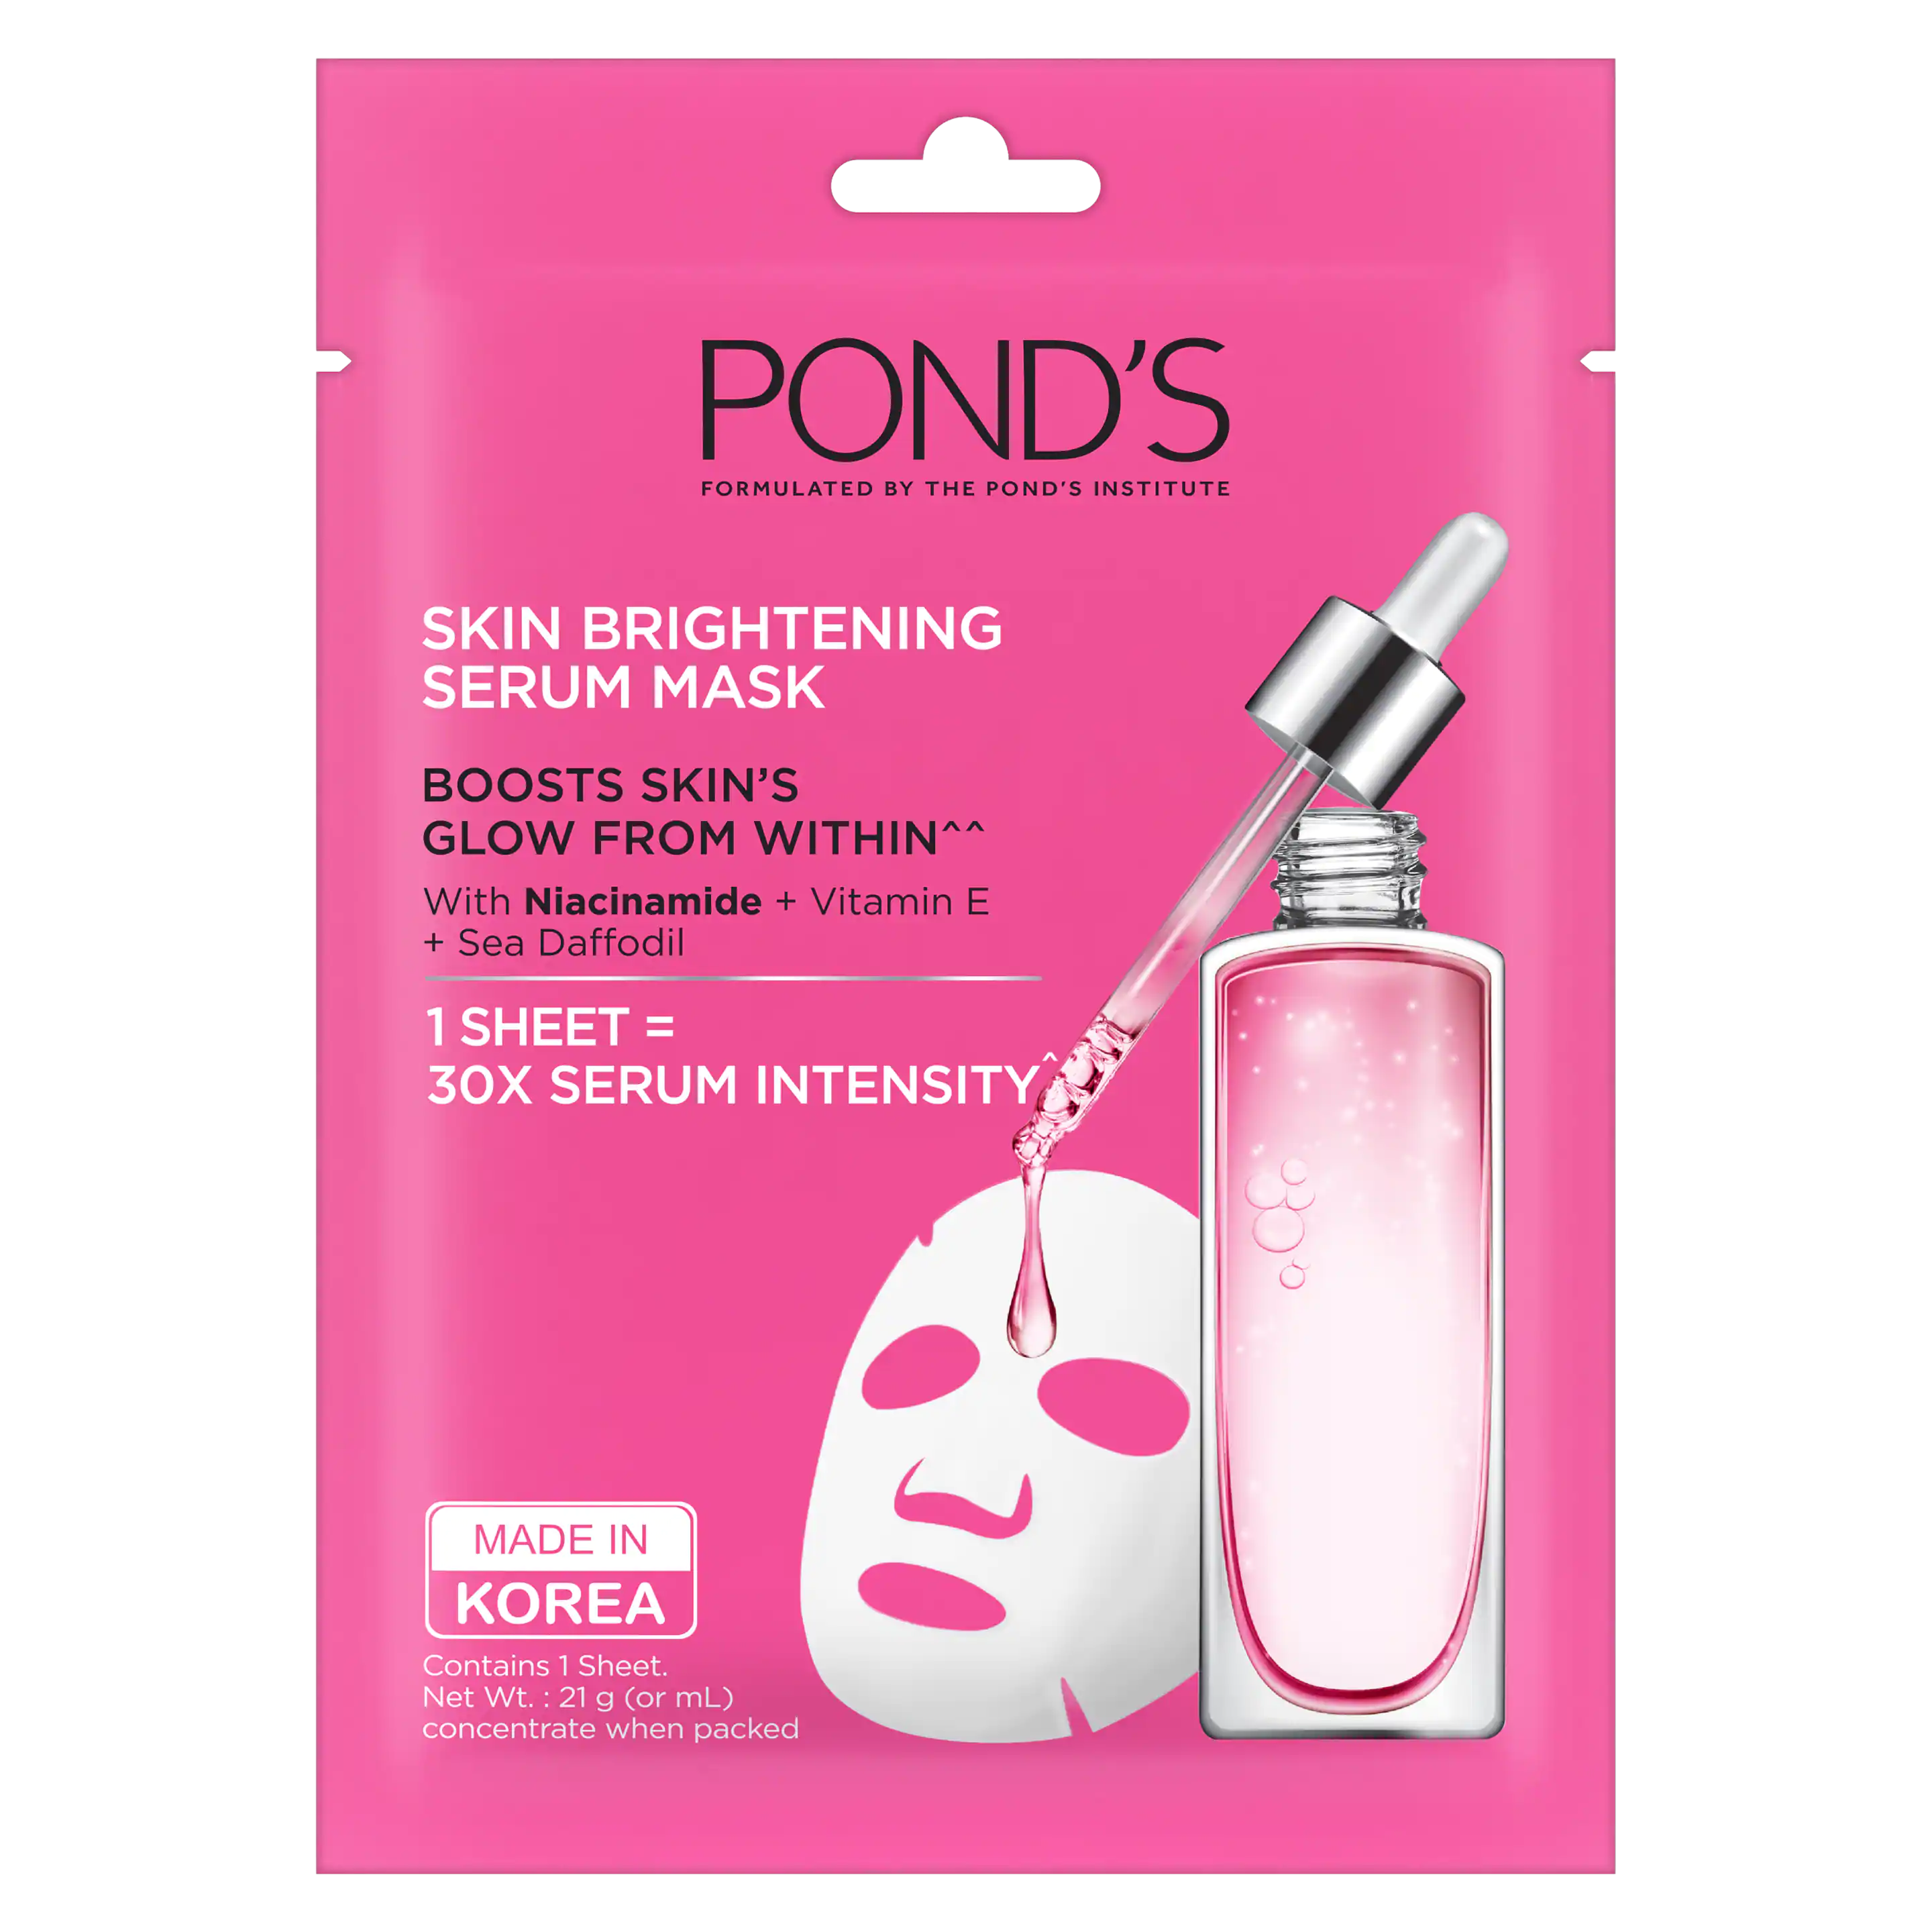 POND'S
FORMULATED BY THE POND'S INSTITUTE
SKIN BRIGHTENING
SERUM MASK
BOOSTS SKIN'S
GLOW FROM WITHIN^^
With Niacinamide + Vitamin E
+ Sea Daffodil
1 SHEET =
30X SERUM INTENSITY^
MADE IN
KOREA
Contains 1 Sheet.
Net Wt. : 21 g (or mL)
concentrate when packed